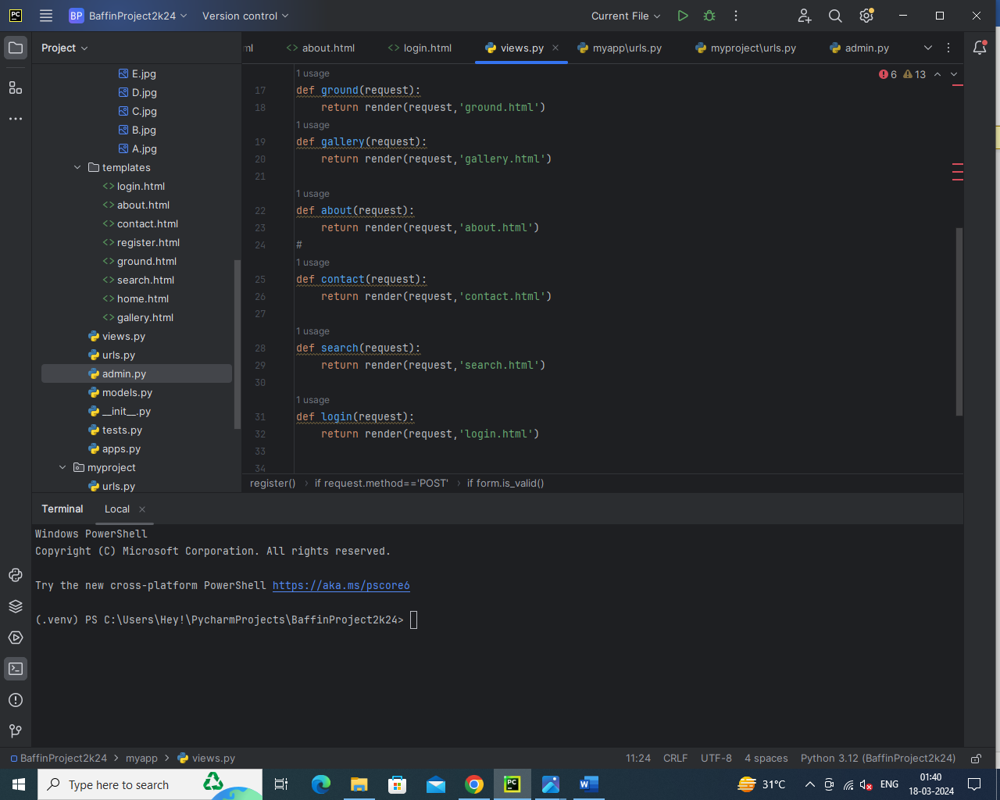 PC BP BaffinProject2k24 Version control Current File
Project
ml about.html login.html views.py myapp\urls.py myproject\urls.py admin.py
E.jpg
D.jpg
C.jpg
B.jpg
A.jpg
templates
login.html
about.html
contact.html
register.html
ground.html
search.html
home.html
gallery.html
views.py
urls.py
admin.py
models.py
__init__.py
tests.py
apps.py
myproject
urls.py
6 13
1 usage
17 def ground(request):
18 return render(request,'ground.html')
1 usage
19 def gallery(request):
20 return render(request,'gallery.html')
21
1 usage
22 def about(request):
23 return render(request,'about.html')
24 #
1 usage
25 def contact(request):
26 return render(request,'contact.html')
27
1 usage
28 def search(request):
29 return render(request,'search.html')
30
1 usage
31 def login(request):
32 return render(request,'login.html')
33
34
register() › if request.method=='POST' › if form.is_valid()
Terminal Local
Windows PowerShell
Copyright (C) Microsoft Corporation. All rights reserved.
Try the new cross-platform PowerShell https://aka.ms/pscore6
(.venv) PS C:\Users\Hey!\PycharmProjects\BaffinProject2k24>
BaffinProject2k24 > myapp > views.py 11:24 CRLF UTF-8 4 spaces Python 3.12 (BaffinProject2k24)
Type here to search PC W 31°C ENG 01:40
18-03-2024